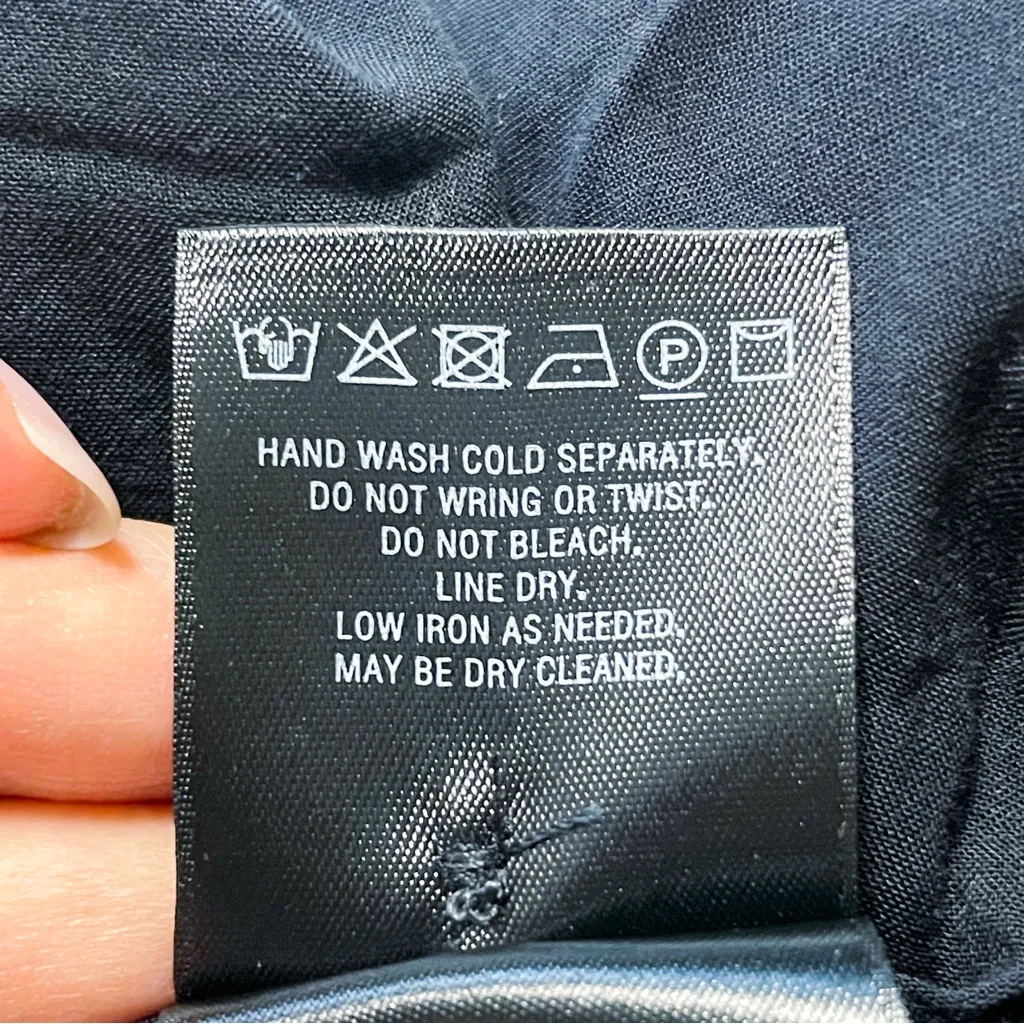 P
HAND WASH COLD SEPARATELY.
DO NOT WRING OR TWIST.
DO NOT BLEACH.
LINE DRY.
LOW IRON AS NEEDED.
MAY BE DRY CLEANED.